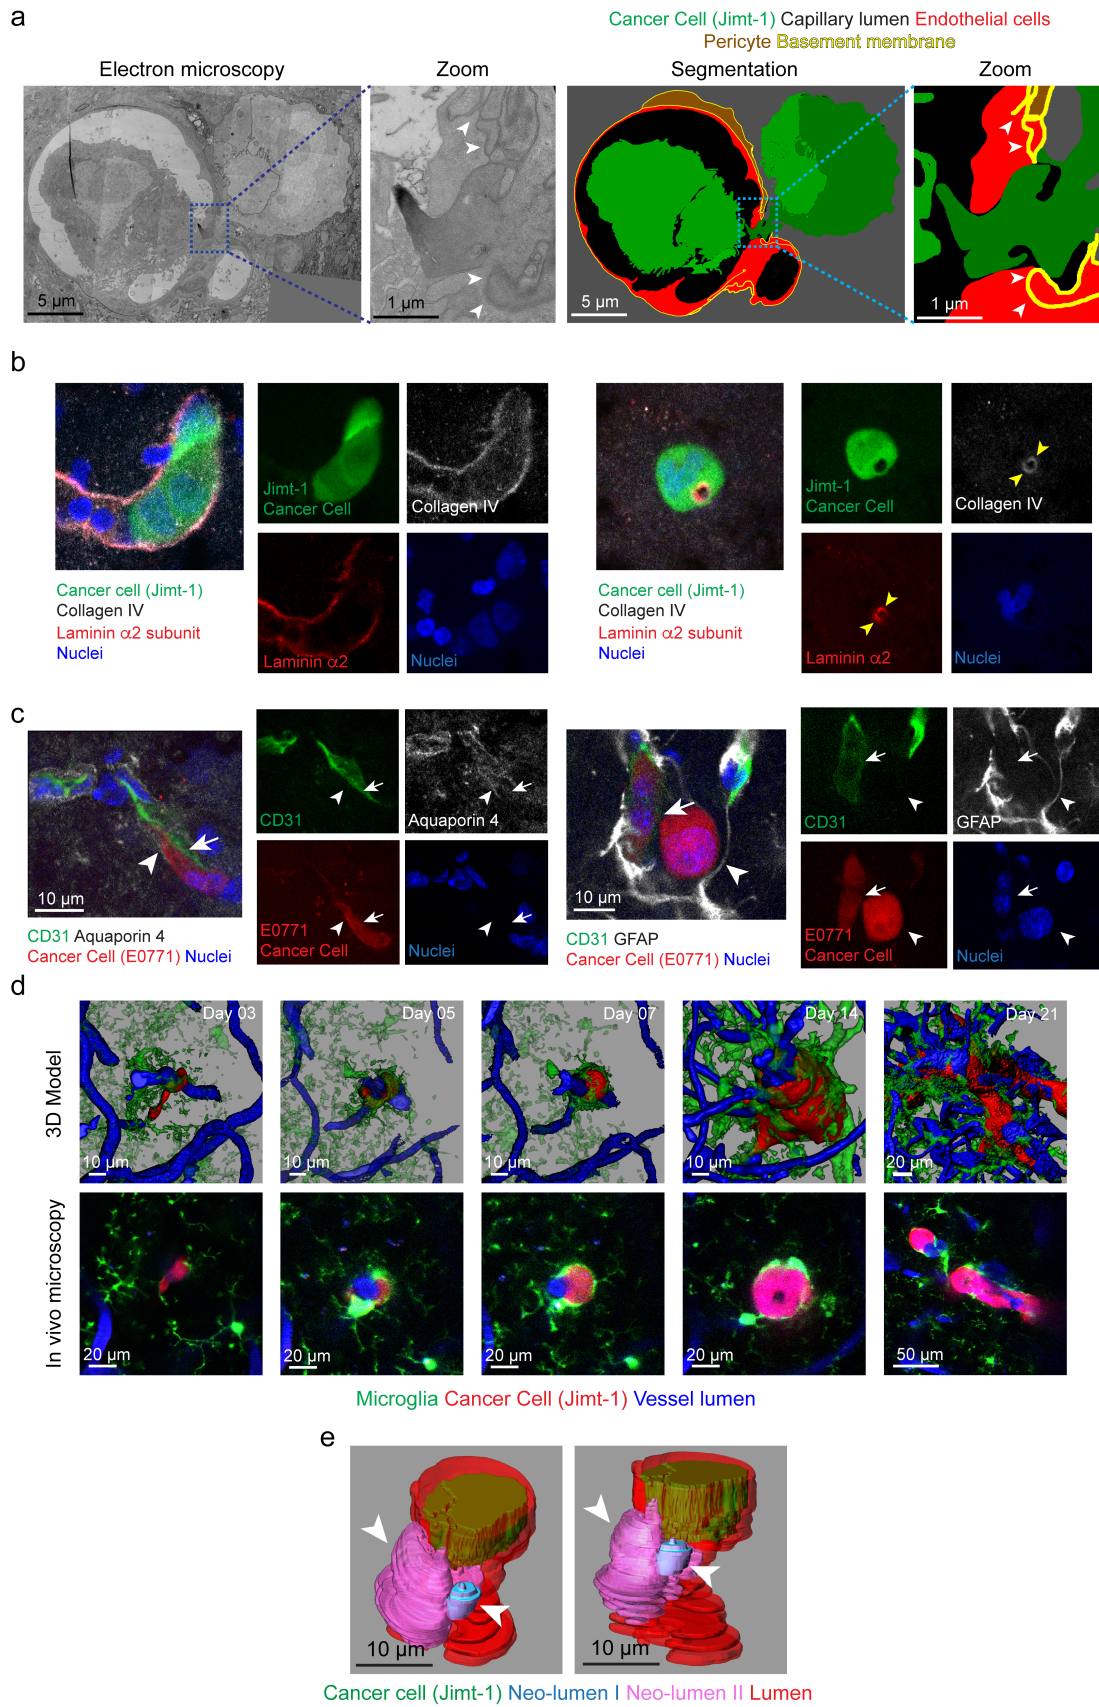 a
Cancer Cell (Jimt-1) Capillary lumen Endothelial cells
Pericyte Basement membrane
Electron microscopy
Zoom
Segmentation
Zoom
5 µm
1 µm
5 µm
1 µm
b
Jimt-1
Cancer Cell
Collagen IV
Laminin α2
Nuclei
Cancer cell (Jimt-1)
Collagen IV
Laminin α2 subunit
Nuclei
Jimt-1
Cancer Cell
Collagen IV
Laminin α2
Nuclei
Cancer cell (Jimt-1)
Collagen IV
Laminin α2 subunit
Nuclei
c
10 µm
CD31
Aquaporin 4
E0771
Cancer Cell
Nuclei
CD31 Aquaporin 4
Cancer Cell (E0771) Nuclei
10 µm
CD31
GFAP
E0771
Cancer Cell
Nuclei
CD31 GFAP
Cancer Cell (E0771) Nuclei
d
3D Model
Day 03
Day 05
Day 07
Day 14
Day 21
10 µm
10 µm
10 µm
10 µm
20 µm
In vivo microscopy
20 µm
20 µm
20 µm
20 µm
50 µm
Microglia Cancer Cell (Jimt-1) Vessel lumen
e
10 µm
10 µm
Cancer cell (Jimt-1) Neo-lumen I Neo-lumen II Lumen